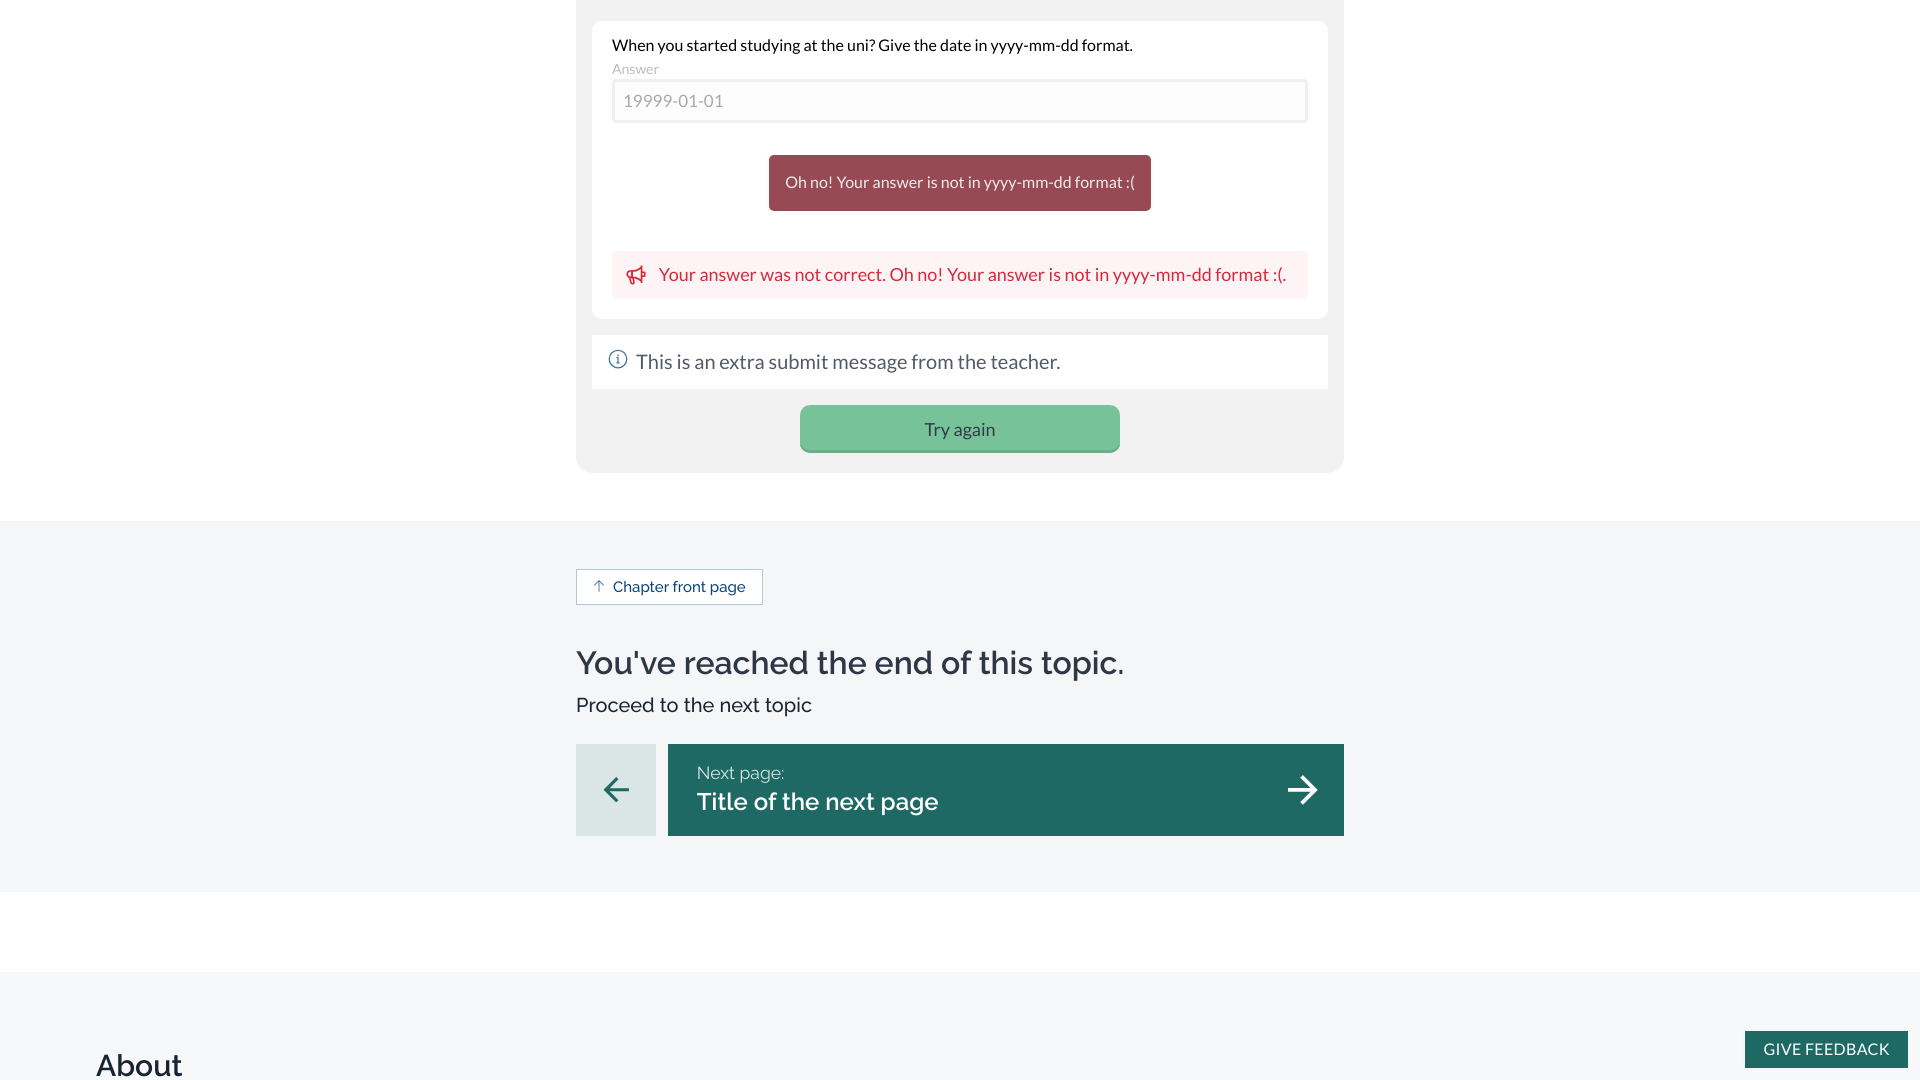 When you started studying at the uni? Give the date in yyyy-mm-dd format.
Answer
19999-01-01
Oh no! Your answer is not in yyyy-mm-dd format :(
Your answer was not correct. Oh no! Your answer is not in yyyy-mm-dd format :(.
This is an extra submit message from the teacher.
Try again
Chapter front page
You've reached the end of this topic.
Proceed to the next topic
Next page:
Title of the next page
GIVE FEEDBACK
About